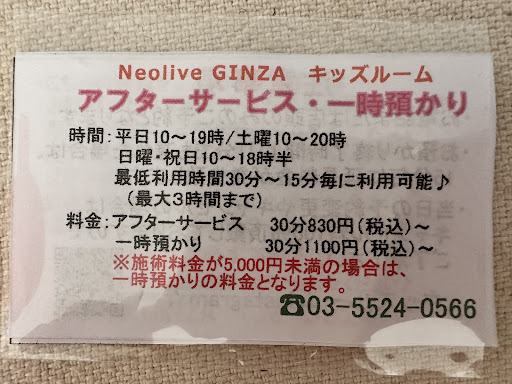 Neolive GINZA キッズルーム
アフターサービス・一時預かり
時間:平日10~19時/土曜10~20時
日曜・祝日10~18時半
最低利用時間30分~15分毎に利用可能♪
(最大3時間まで)
料金:アフターサービス 30分830円(税込)~
一時預かり 30分1100円(税込)~
※施術料金が5,000円未満の場合は、
一時預かりの料金となります。
☎03-5524-0566